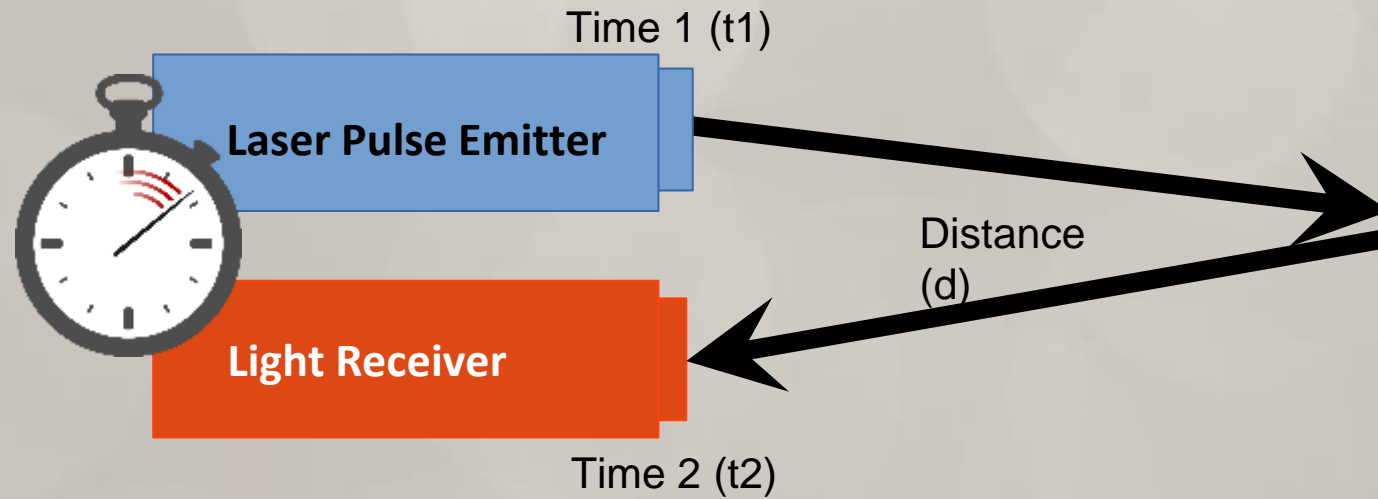 Time 1 (t1)
Laser Pulse Emitter
Distance
(d)
Light Receiver
Time 2 (t2)